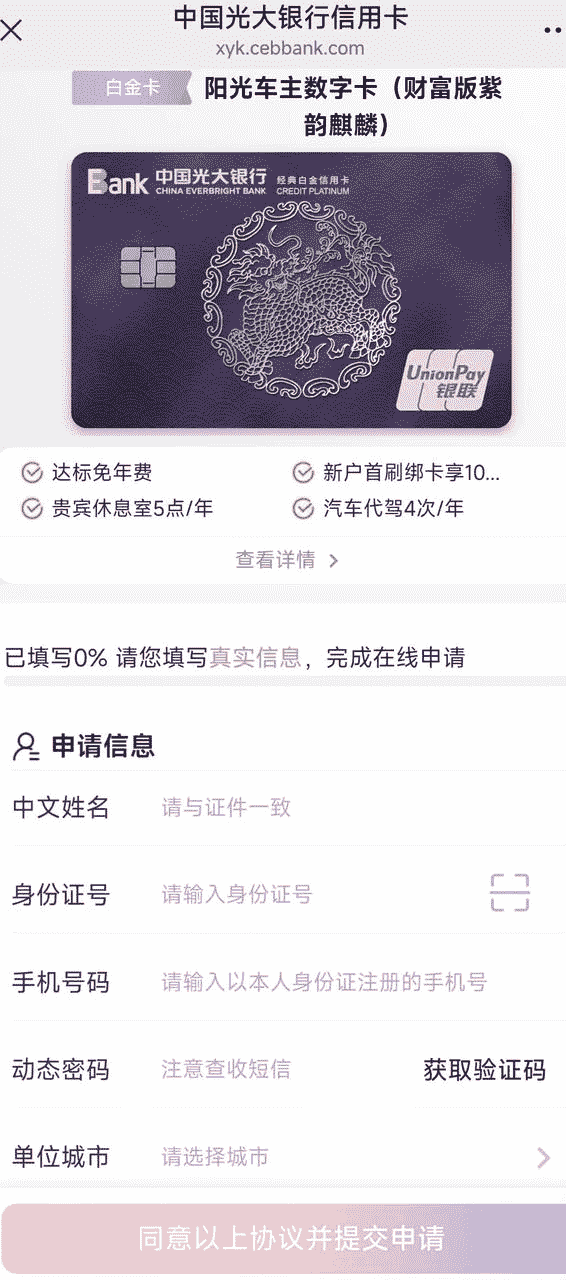 中国光大银行信用卡
xyk.cebbank.com
白金卡
阳光车主数字卡（财富版紫
韵麒麟）
Bank 中国光大银行 经典白金信用卡
CHINA EVERBRIGHT BANK CREDIT PLATINUM
UnionPay
银联
达标免年费
新户首刷绑卡享10...
贵宾休息室5点/年
汽车代驾4次/年
查看详情
已填写0% 请您填写真实信息，完成在线申请
申请信息
中文姓名 请与证件一致
身份证号 请输入身份证号
手机号码 请输入以本人身份证注册的手机号
动态密码 注意查收短信 获取验证码
单位城市 请选择城市
同意以上协议并提交申请